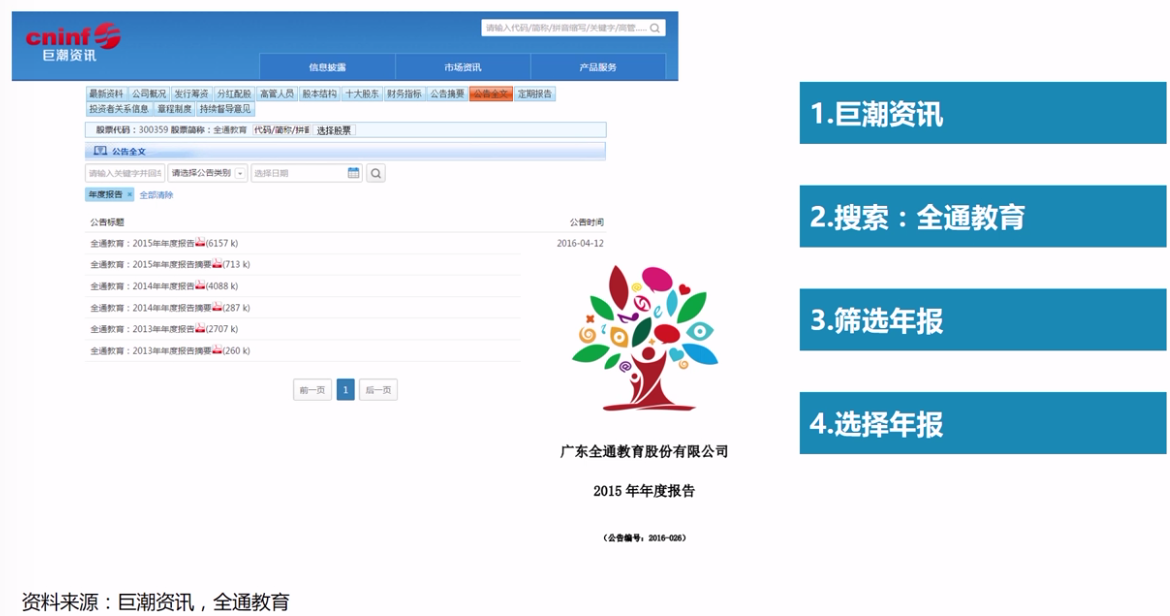 cninf
巨潮资讯
请输入代码/简称/拼音缩写/关键字/高管......
信息披露 市场资讯 产品服务
最新资料 公司概况 发行筹资 分红配股 高管人员 股本结构 十大股东 财务指标 公告摘要 公告全文 定期报告
投资者关系信息 章程制度 持续督导意见
股票代码：300359 股票简称：全通教育 代码/简称/拼 选择股票
公告全文
请输入关键字并回车 请选择公告类别 选择日期
年度报告 × 全部清除
公告标题 公告时间
全通教育：2015年年度报告(6157 k) 2016-04-12
全通教育：2015年年度报告摘要(713 k)
全通教育：2014年年度报告(4088 k)
全通教育：2014年年度报告摘要(287 k)
全通教育：2013年年度报告(2707 k)
全通教育：2013年年度报告摘要(260 k)
前一页 1 后一页
广东全通教育股份有限公司
2015 年年度报告
（公告编号：2016-026）
1.巨潮资讯
2.搜索：全通教育
3.筛选年报
4.选择年报
资料来源：巨潮资讯，全通教育